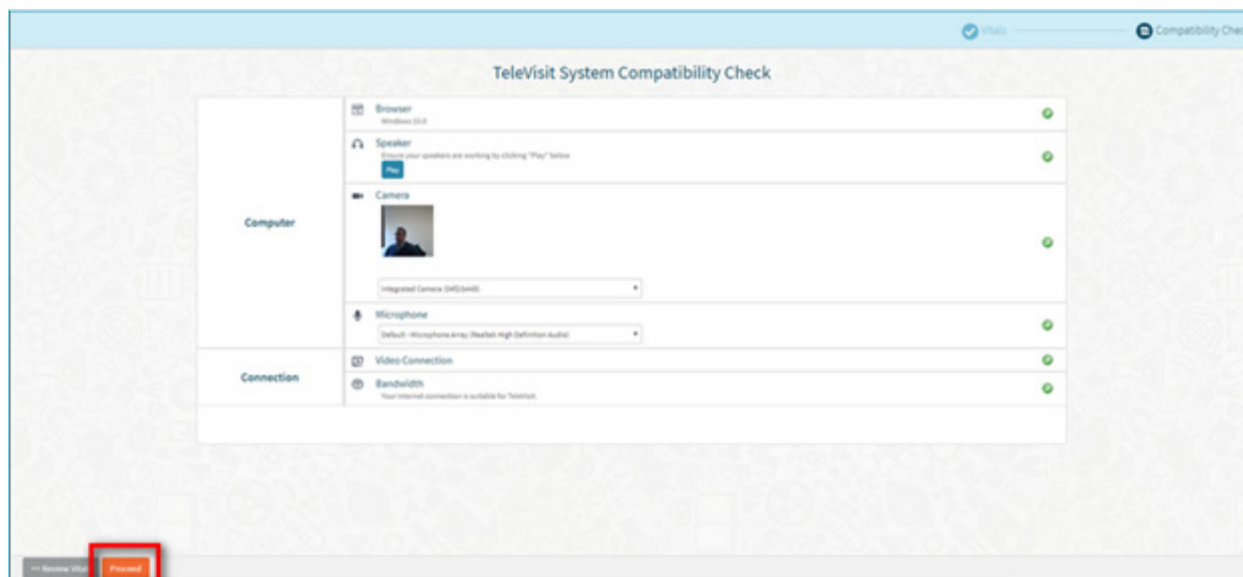 Vitals
Compatibility Chec
TeleVisit System Compatibility Check
Computer
Browser
Windows 10.0
Speaker
Ensure your speakers are working by clicking "Play" below
Play
Camera
Integrated Camera
Microphone
Default - Microphone Array (Realtek High Definition Audio)
Connection
Video Connection
Bandwidth
Your internet connection is suitable for TeleVisit.
Review Vital
Proceed